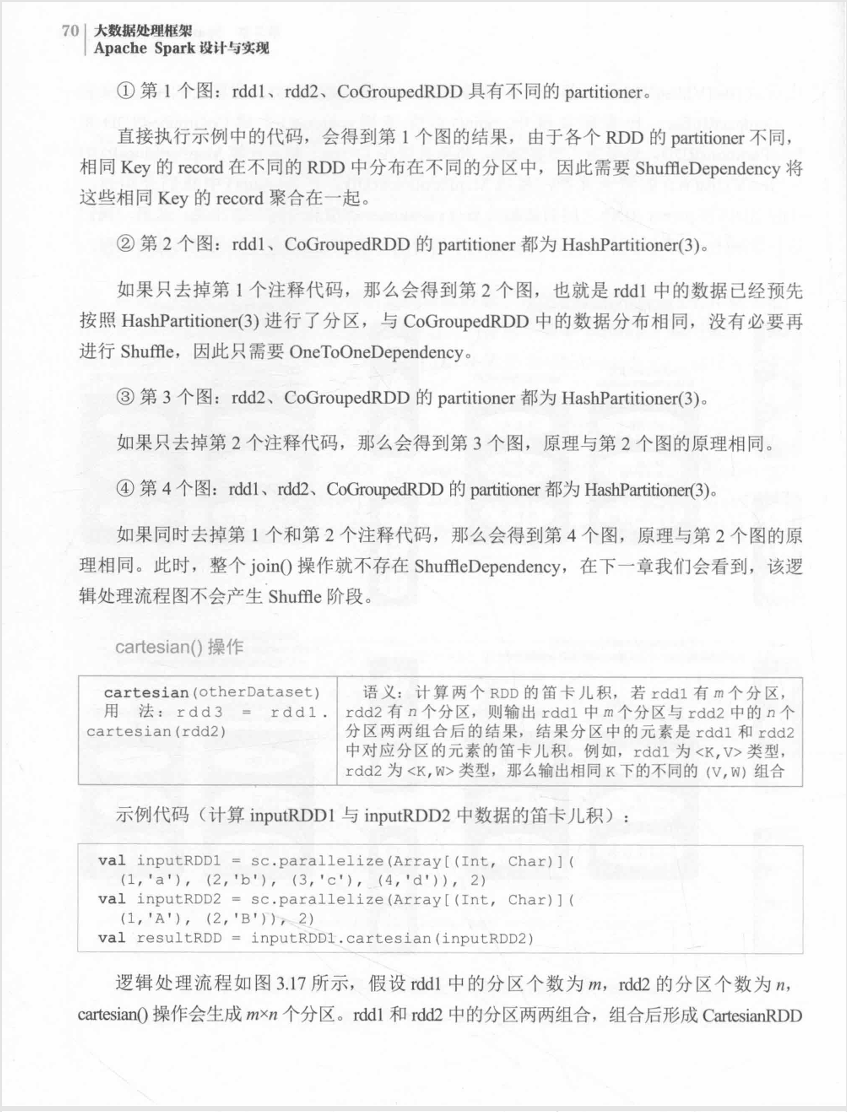 70 大数据处理框架
Apache Spark 设计与实现
① 第 1 个图：rdd1、rdd2、CoGroupedRDD 具有不同的 partitioner。
直接执行示例中的代码，会得到第 1 个图的结果，由于各个 RDD 的 partitioner 不同，
相同 Key 的 record 在不同的 RDD 中分布在不同的分区中，因此需要 ShuffleDependency 将
这些相同 Key 的 record 聚合在一起。
② 第 2 个图：rdd1、CoGroupedRDD 的 partitioner 都为 HashPartitioner(3)。
如果只去掉第 1 个注释代码，那么会得到第 2 个图，也就是 rdd1 中的数据已经预先
按照 HashPartitioner(3) 进行了分区，与 CoGroupedRDD 中的数据分布相同，没有必要再
进行 Shuffle，因此只需要 OneToOneDependency。
③ 第 3 个图：rdd2、CoGroupedRDD 的 partitioner 都为 HashPartitioner(3)。
如果只去掉第 2 个注释代码，那么会得到第 3 个图，原理与第 2 个图的原理相同。
④ 第 4 个图：rdd1、rdd2、CoGroupedRDD 的 partitioner 都为 HashPartitioner(3)。
如果同时去掉第 1 个和第 2 个注释代码，那么会得到第 4 个图，原理与第 2 个图的原
理相同。此时，整个 join() 操作就不存在 ShuffleDependency，在下一章我们会看到，该逻
辑处理流程图不会产生 Shuffle 阶段。
cartesian() 操作
cartesian(otherDataset)
用 法：rdd3 = rdd1.
cartesian(rdd2)
语义：计算两个 RDD 的笛卡儿积，若 rdd1 有 m 个分区，
rdd2 有 n 个分区，则输出 rdd1 中 m 个分区与 rdd2 中的 n 个
分区两两组合后的结果，结果分区中的元素是 rdd1 和 rdd2
中对应分区的元素的笛卡儿积。例如，rdd1 为 <K,V> 类型，
rdd2 为 <K,W> 类型，那么输出相同 K 下的不同的 (V,W) 组合
示例代码（计算 inputRDD1 与 inputRDD2 中数据的笛卡儿积）：
val inputRDD1 = sc.parallelize(Array[(Int, Char)](
(1,'a'), (2,'b'), (3,'c'), (4,'d')), 2)
val inputRDD2 = sc.parallelize(Array[(Int, Char)](
(1,'A'), (2,'B')), 2)
val resultRDD = inputRDD1.cartesian(inputRDD2)
逻辑处理流程如图 3.17 所示，假设 rdd1 中的分区个数为 m，rdd2 的分区个数为 n，
cartesian() 操作会生成 m×n 个分区。rdd1 和 rdd2 中的分区两两组合，组合后形成 CartesianRDD